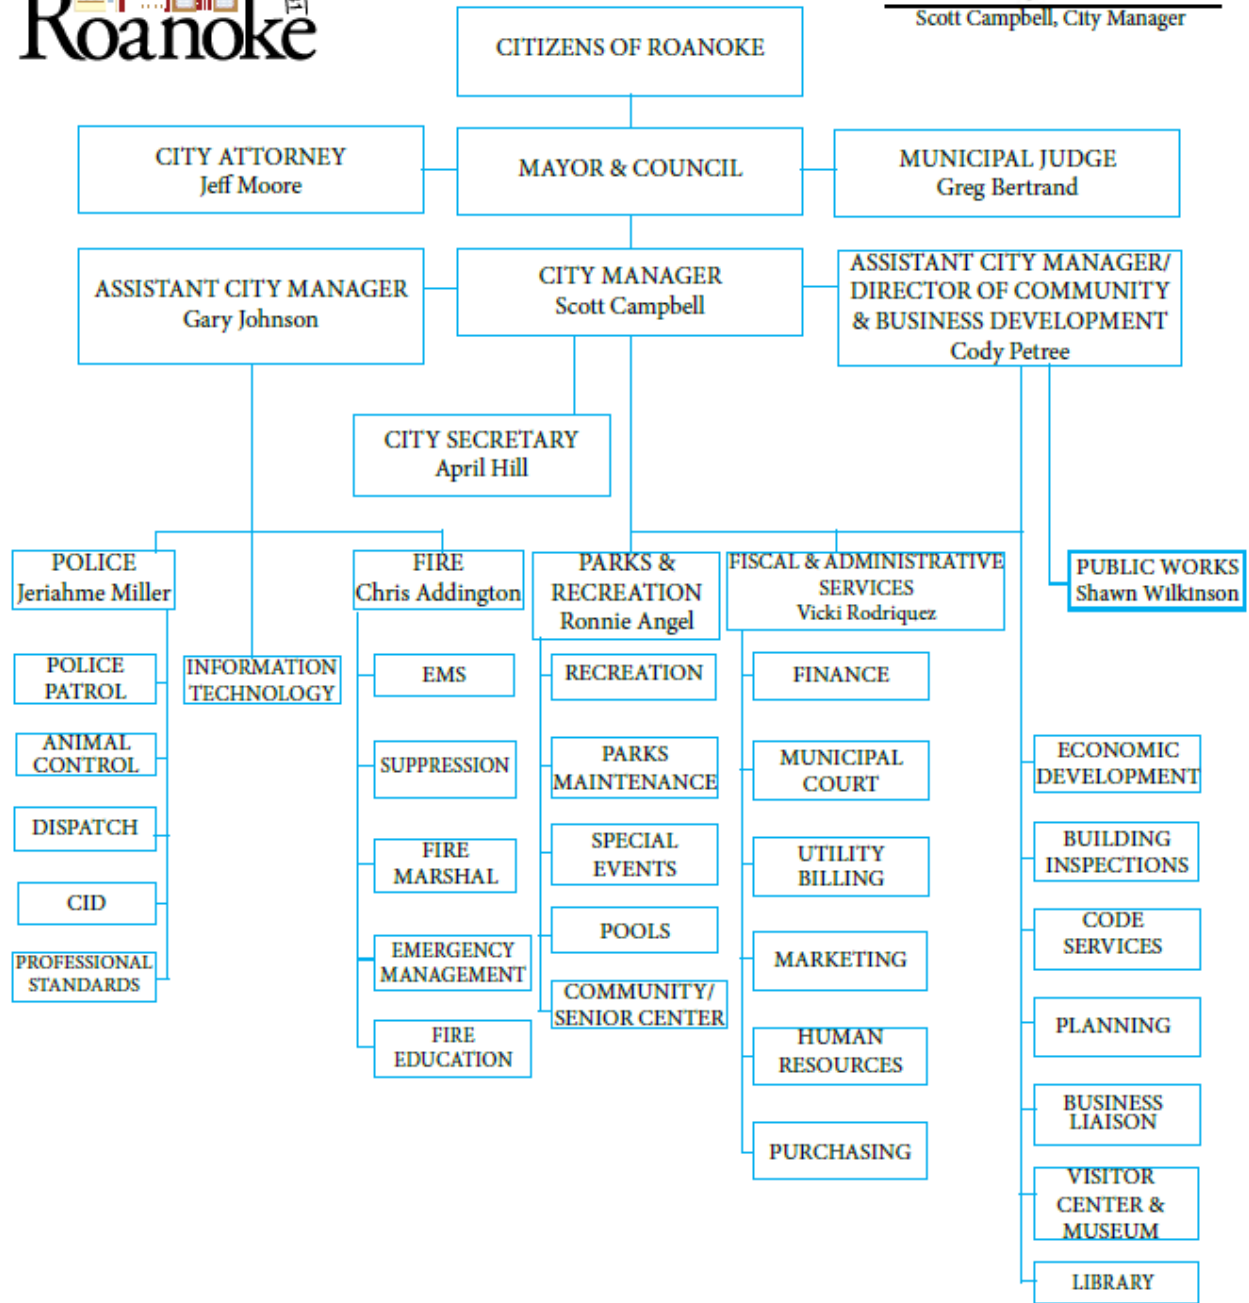 Roanoke
Scott Campbell, City Manager
CITIZENS OF ROANOKE
CITY ATTORNEY
Jeff Moore
MAYOR & COUNCIL
MUNICIPAL JUDGE
Greg Bertrand
ASSISTANT CITY MANAGER
Gary Johnson
CITY MANAGER
Scott Campbell
ASSISTANT CITY MANAGER/
DIRECTOR OF COMMUNITY
& BUSINESS DEVELOPMENT
Cody Petree
CITY SECRETARY
April Hill
POLICE
Jeriahme Miller
FIRE
Chris Addington
PARKS &
RECREATION
Ronnie Angel
FISCAL & ADMINISTRATIVE
SERVICES
Vicki Rodriquez
PUBLIC WORKS
Shawn Wilkinson
POLICE
PATROL
ANIMAL
CONTROL
DISPATCH
CID
PROFESSIONAL
STANDARDS
INFORMATION
TECHNOLOGY
EMS
SUPPRESSION
FIRE
MARSHAL
EMERGENCY
MANAGEMENT
FIRE
EDUCATION
RECREATION
PARKS
MAINTENANCE
SPECIAL
EVENTS
POOLS
COMMUNITY/
SENIOR CENTER
FINANCE
MUNICIPAL
COURT
UTILITY
BILLING
MARKETING
HUMAN
RESOURCES
PURCHASING
ECONOMIC
DEVELOPMENT
BUILDING
INSPECTIONS
CODE
SERVICES
PLANNING
BUSINESS
LIAISON
VISITOR
CENTER &
MUSEUM
LIBRARY